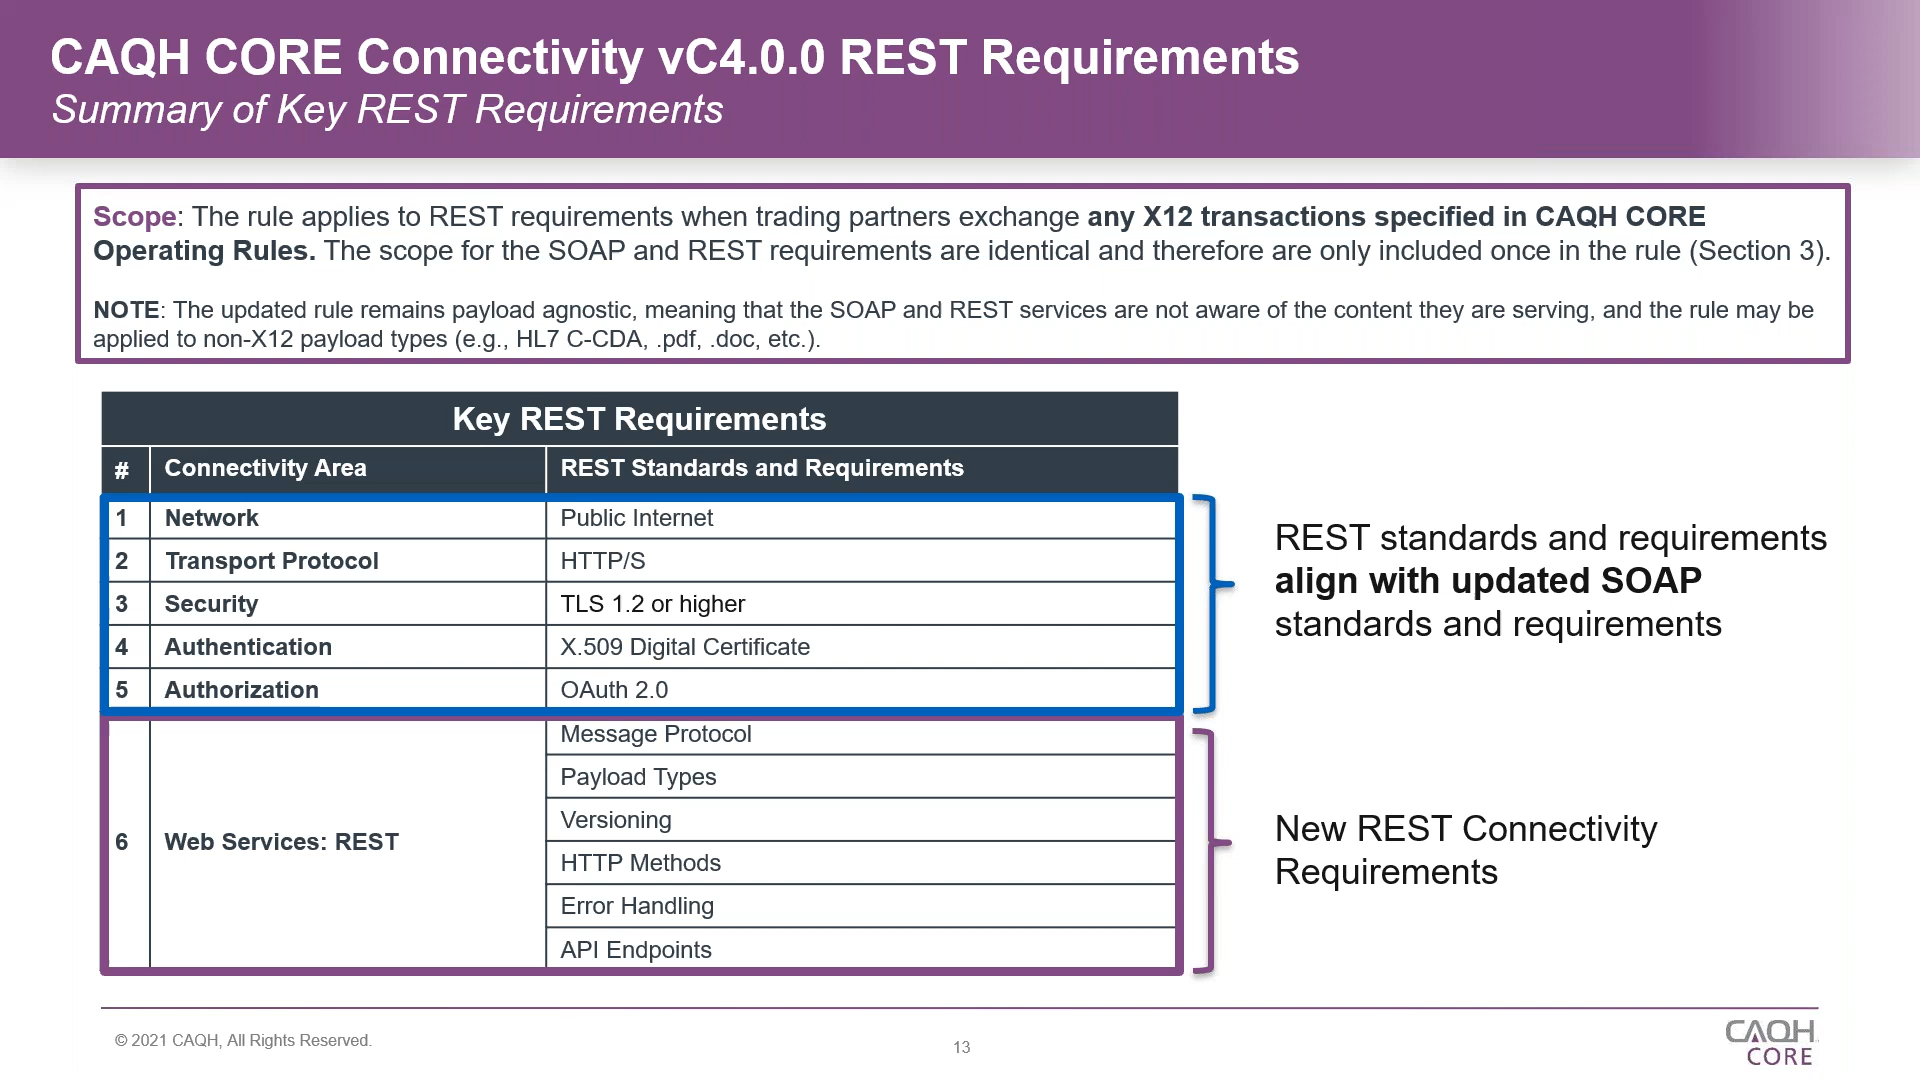 CAQH CORE Connectivity vC4.0.0 REST Requirements
Summary of Key REST Requirements
Scope: The rule applies to REST requirements when trading partners exchange any X12 transactions specified in CAQH CORE
Operating Rules. The scope for the SOAP and REST requirements are identical and therefore are only included once in the rule (Section 3).
NOTE: The updated rule remains payload agnostic, meaning that the SOAP and REST services are not aware of the content they are serving, and the rule may be
applied to non-X12 payload types (e.g., HL7 C-CDA, .pdf, .doc, etc.).
Key REST Requirements
# Connectivity Area REST Standards and Requirements
1 Network Public Internet
2 Transport Protocol HTTP/S
3 Security TLS 1.2 or higher
4 Authentication X.509 Digital Certificate
5 Authorization OAuth 2.0
REST standards and requirements
align with updated SOAP
standards and requirements
6 Web Services: REST
Message Protocol
Payload Types
Versioning
HTTP Methods
Error Handling
API Endpoints
New REST Connectivity
Requirements
© 2021 CAQH, All Rights Reserved.
13
CAQH
CORE